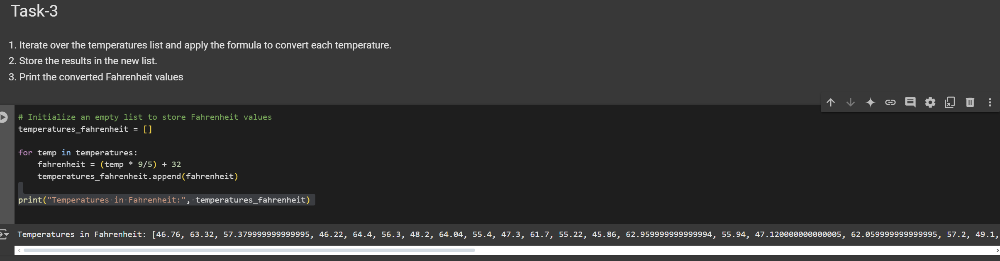 Task-3
1. Iterate over the temperatures list and apply the formula to convert each temperature.
2. Store the results in the new list.
3. Print the converted Fahrenheit values
# Initialize an empty list to store Fahrenheit values
temperatures_fahrenheit = []
for temp in temperatures:
    fahrenheit = (temp * 9/5) + 32
    temperatures_fahrenheit.append(fahrenheit)
print("Temperatures in Fahrenheit:", temperatures_fahrenheit)
Temperatures in Fahrenheit: [46.76, 63.32, 57.379999999999995, 46.22, 64.4, 56.3, 48.2, 64.04, 55.4, 47.3, 61.7, 55.22, 45.86, 62.959999999999994, 55.94, 47.120000000000005, 62.059999999999995, 57.2, 49.1,